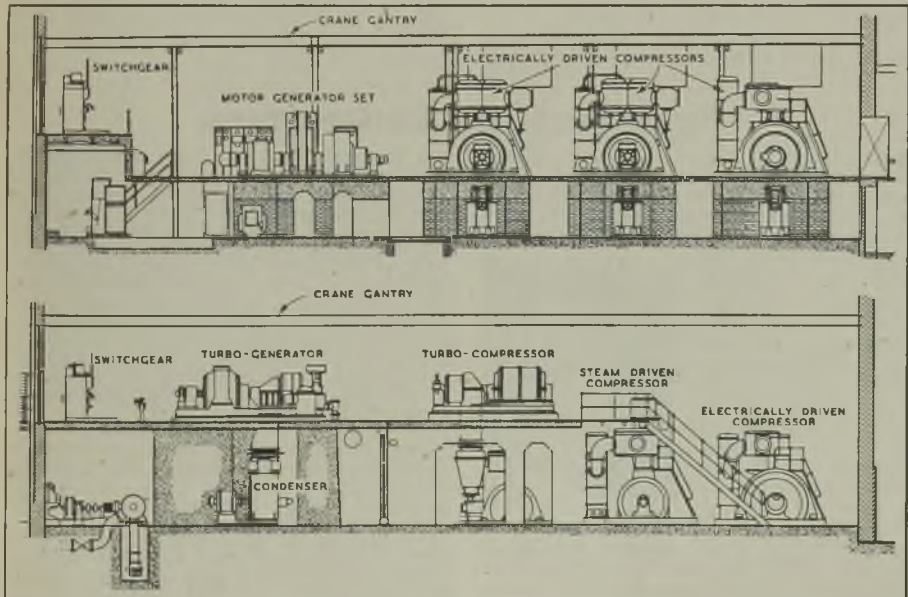 CRANE GANTRY
SWITCHGEAR
ELECTRICALLY DRIVEN COMPRESSORS
MOTOR GENERATOR SET
CRANE GANTRY
SWITCHGEAR
TURBO-GENERATOR
TURBO-COMPRESSOR
STEAM DRIVEN
COMPRESSOR
ELECTRICALLY DRIVEN
COMPRESSOR
CONDENSER